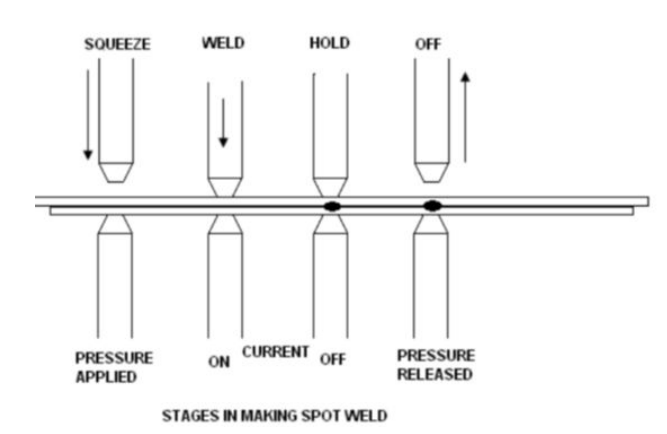 SQUEEZE WELD HOLD OFF
PRESSURE APPLIED
ON CURRENT OFF
PRESSURE RELEASED
STAGES IN MAKING SPOT WELD